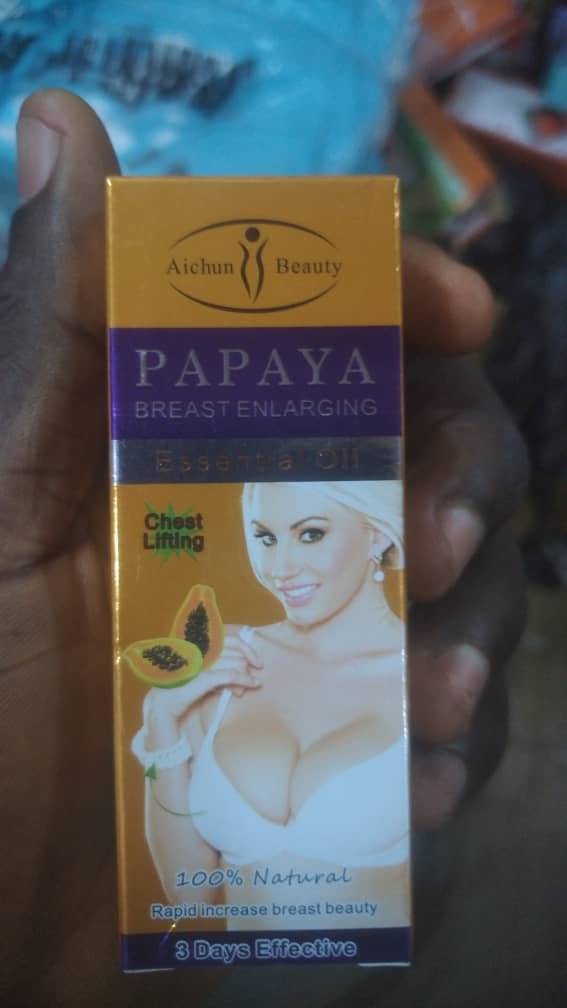 Aichun Beauty
PAPAYA
BREAST ENLARGING
Essential Oil
Chest
Lifting
100% Natural
Rapid increase breast beauty
3 Days Effective